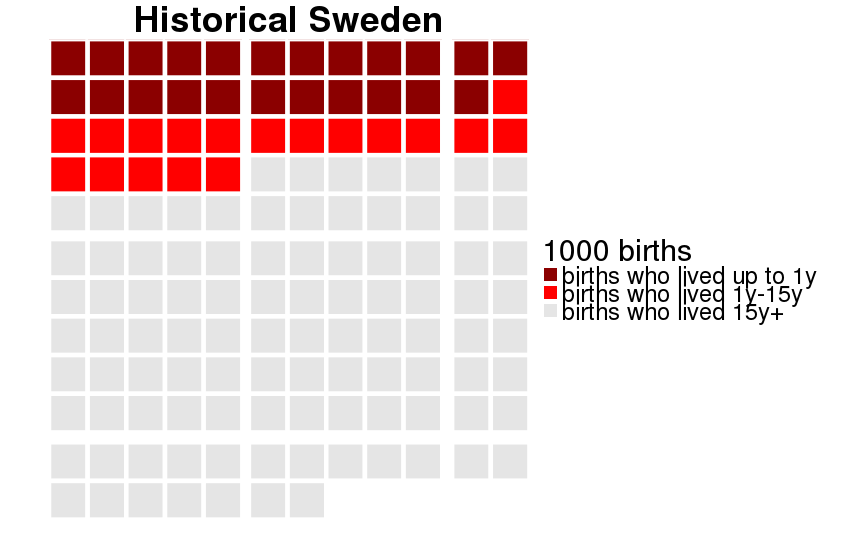 Historical Sweden
1000 births
births who lived up to 1y
births who lived 1y-15y
births who lived 15y+